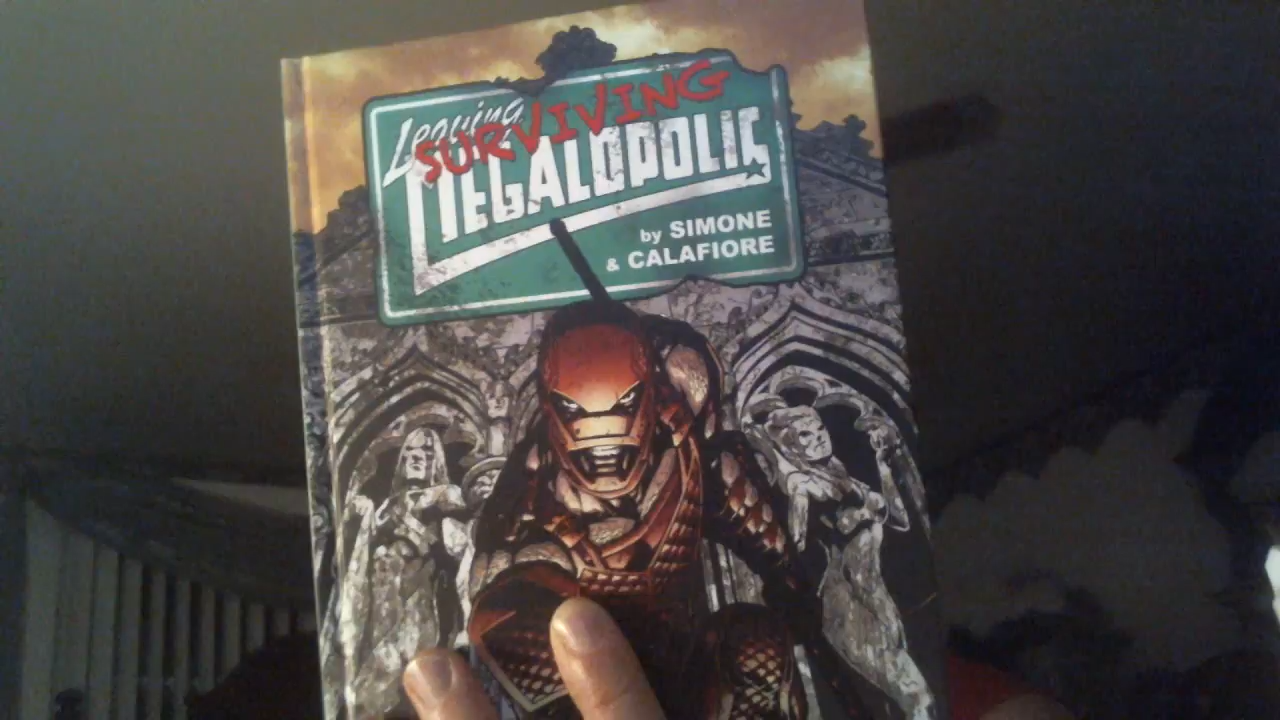 Leaving
SURVIVING
MEGALOPOLIS
by SIMONE
& CALAFIORE